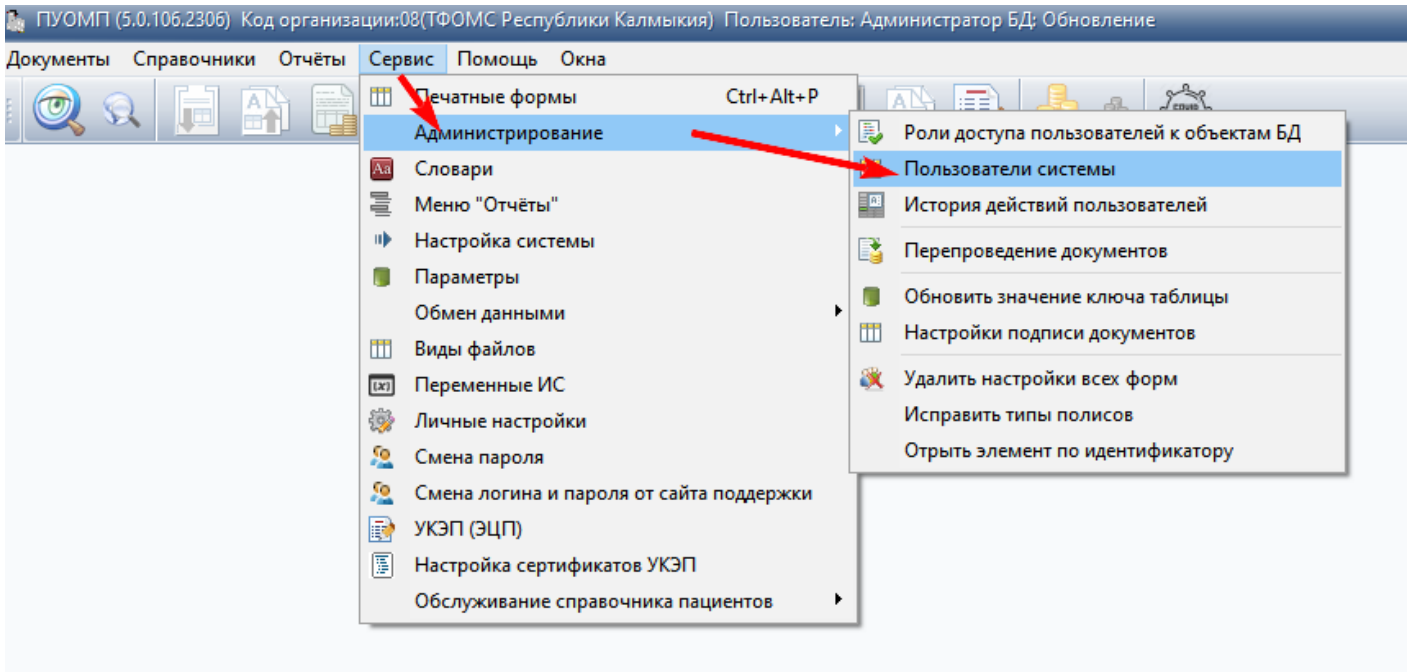 ПУОМП (5.0.106.2306) Код организации:08(ТФОМС Республики Калмыкия) Пользователь: Администратор БД; Обновление
Документы Справочники Отчёты Сервис Помощь Окна
Печатные формы Ctrl+Alt+P
Администрирование
Словари
Меню "Отчёты"
Настройка системы
Параметры
Обмен данными
Виды файлов
Переменные ИС
Личные настройки
Смена пароля
Смена логина и пароля от сайта поддержки
УКЭП (ЭЦП)
Настройка сертификатов УКЭП
Обслуживание справочника пациентов
Роли доступа пользователей к объектам БД
Пользователи системы
История действий пользователей
Перепроведение документов
Обновить значение ключа таблицы
Настройки подписи документов
Удалить настройки всех форм
Исправить типы полисов
Отрыть элемент по идентификатору